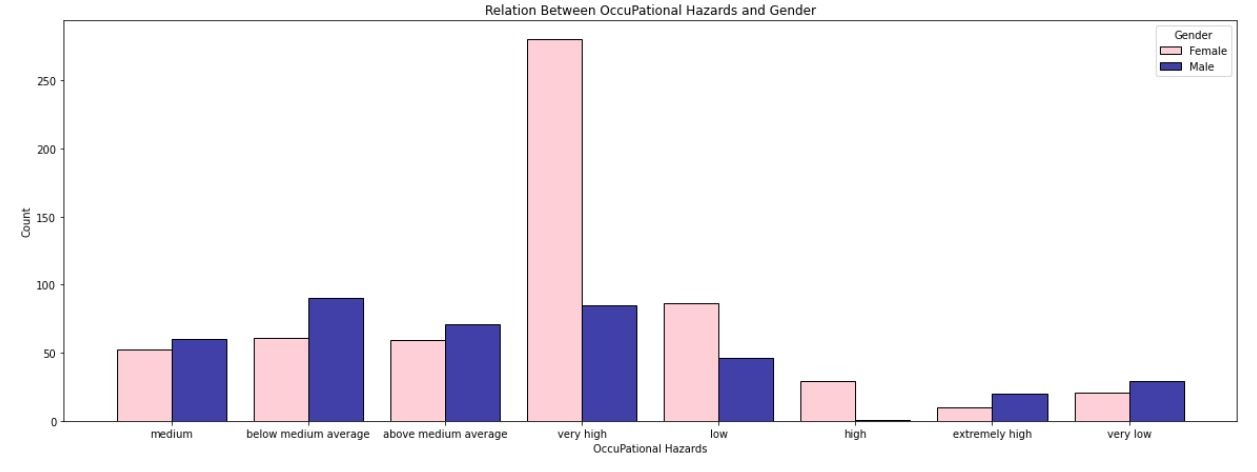 Relation Between OccuPational Hazards and Gender
Gender
Female
Male
250
200
150
100
50
0
Count
medium
below medium average
above medium average
very high
low
high
extremely high
very low
OccuPational Hazards